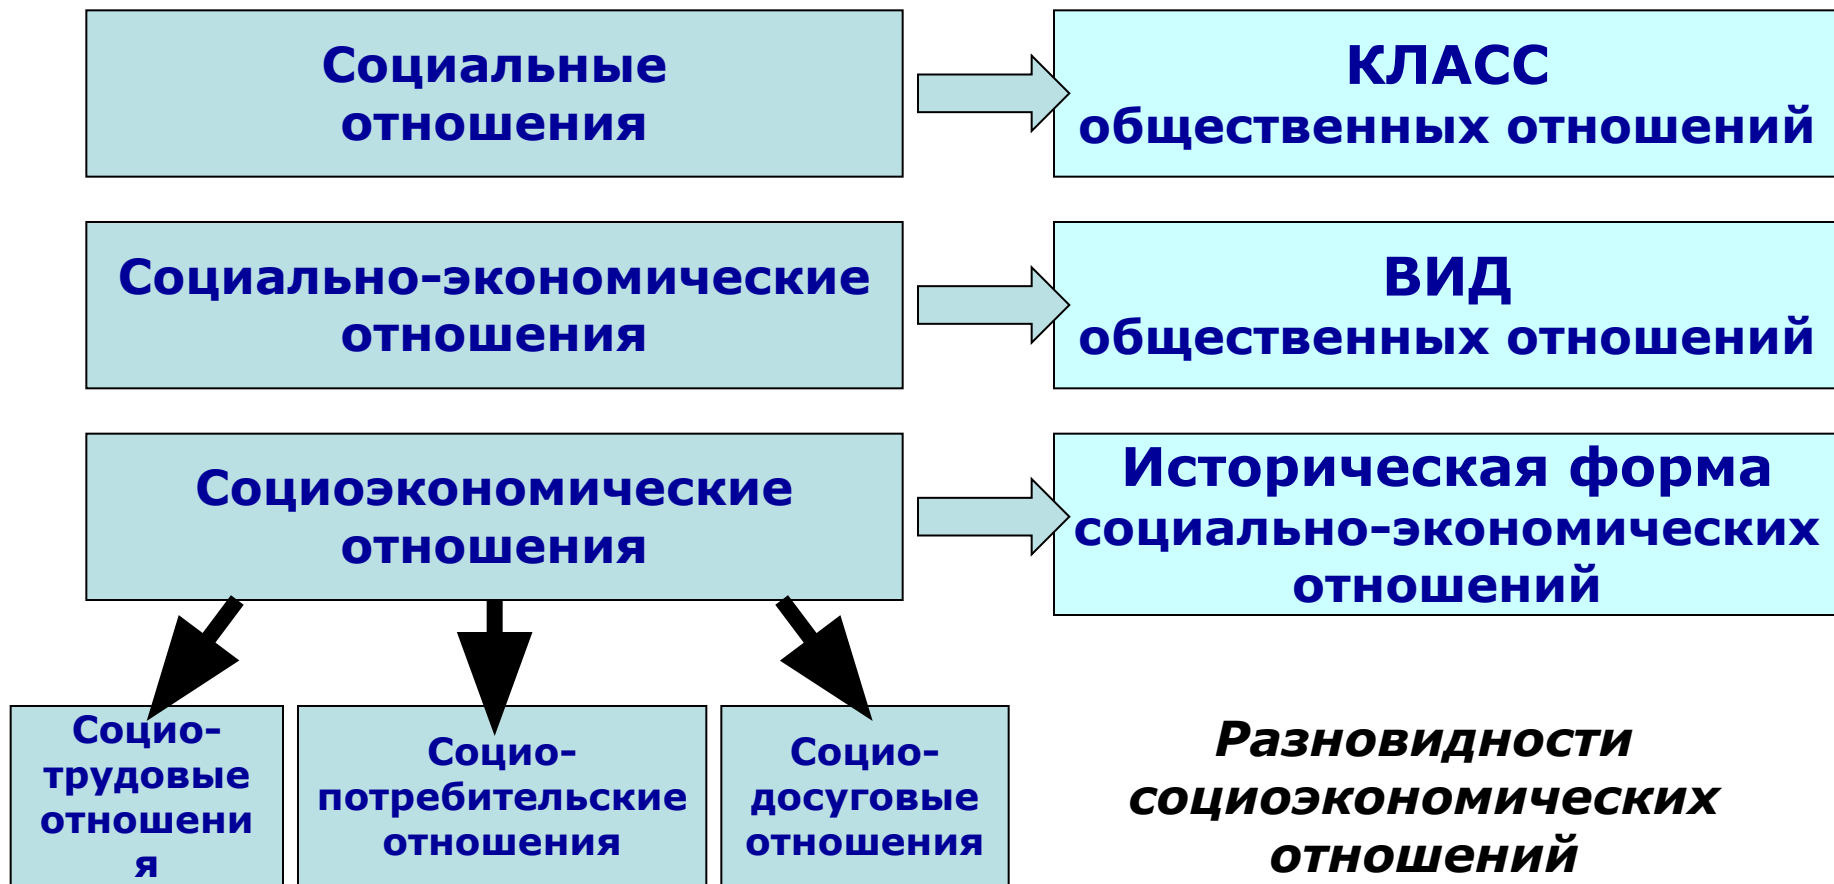 Социальные
отношения
КЛАСС
общественных отношений
Социально-экономические
отношения
ВИД
общественных отношений
Социоэкономические
отношения
Историческая форма
социально-экономических
отношений
Социо-
трудовые
отношени
я
Социо-
потребительские
отношения
Социо-
досуговые
отношения
Разновидности
социоэкономических
отношений